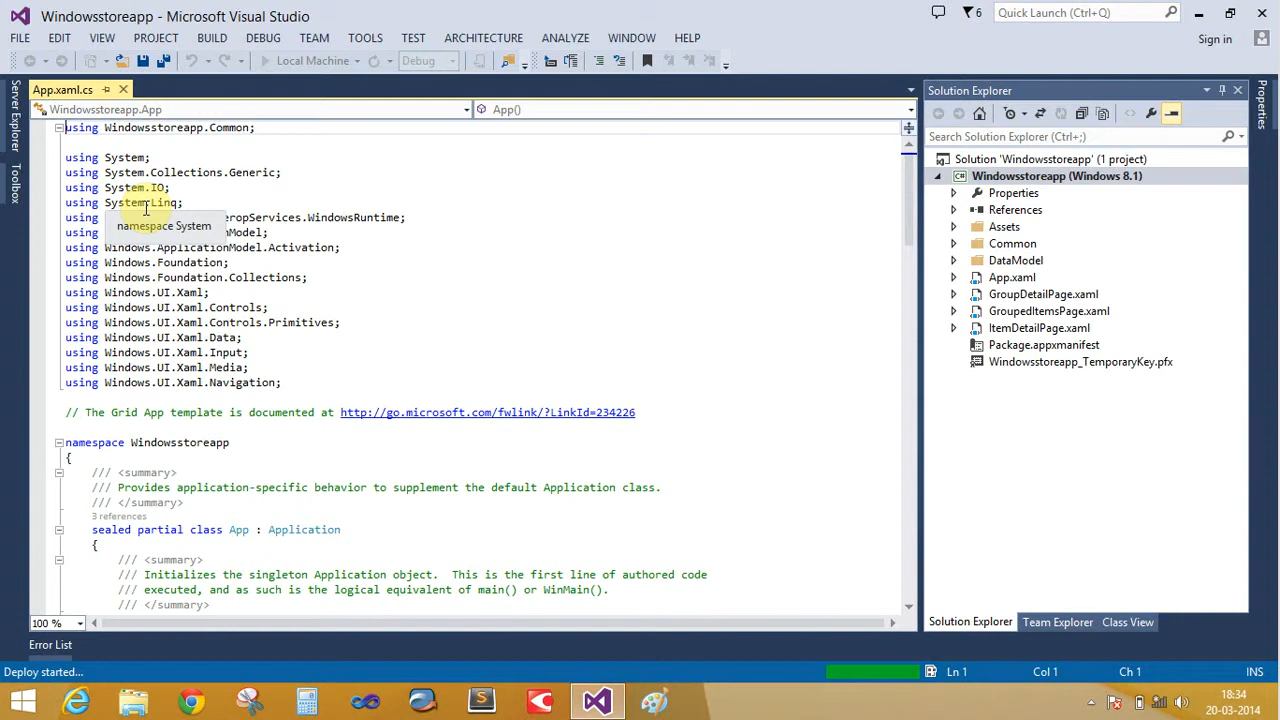 Windowsstoreapp - Microsoft Visual Studio
6
Quick Launch (Ctrl+Q)
FILE EDIT VIEW PROJECT BUILD DEBUG TEAM TOOLS TEST ARCHITECTURE ANALYZE WINDOW HELP
Sign in
Local Machine
Debug
Server Explorer
Toolbox
App.xaml.cs
Windowsstoreapp.App
App()
using Windowsstoreapp.Common;
using System;
using System.Collections.Generic;
using System.IO;
using System.Linq;
using eropServices.WindowsRuntime;
namespace System
using nModel;
using Windows.ApplicationModel.Activation;
using Windows.Foundation;
using Windows.Foundation.Collections;
using Windows.UI.Xaml;
using Windows.UI.Xaml.Controls;
using Windows.UI.Xaml.Controls.Primitives;
using Windows.UI.Xaml.Data;
using Windows.UI.Xaml.Input;
using Windows.UI.Xaml.Media;
using Windows.UI.Xaml.Navigation;
// The Grid App template is documented at http://go.microsoft.com/fwlink/?LinkId=234226
namespace Windowsstoreapp
{
/// <summary>
/// Provides application-specific behavior to supplement the default Application class.
/// </summary>
3 references
sealed partial class App : Application
{
/// <summary>
/// Initializes the singleton Application object.  This is the first line of authored code
/// executed, and as such is the logical equivalent of main() or WinMain().
/// </summary>
100 %
Solution Explorer
Search Solution Explorer (Ctrl+;)
Solution 'Windowsstoreapp' (1 project)
C# Windowsstoreapp (Windows 8.1)
Properties
References
Assets
Common
DataModel
App.xaml
GroupDetailPage.xaml
GroupedItemsPage.xaml
ItemDetailPage.xaml
Package.appxmanifest
Windowsstoreapp_TemporaryKey.pfx
Solution Explorer Team Explorer Class View
Properties
Error List
Deploy started...
Ln 1 Col 1 Ch 1 INS
18:34
20-03-2014